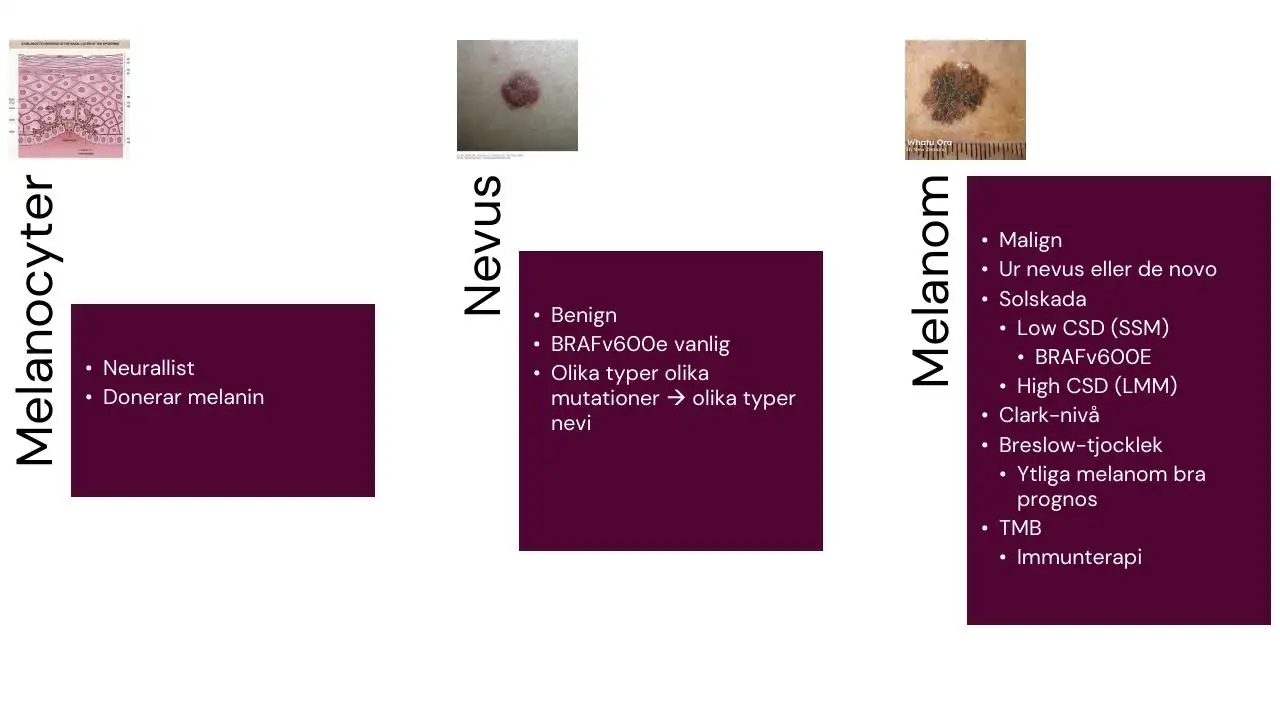 Melanocyter
Neurallist
Donerar melanin
Nevus
Benign
BRAFv600e vanlig
Olika typer olika
mutationer → olika typer
nevi
Whatu Ora
Melanom
Malign
Ur nevus eller de novo
Solskada
Low CSD (SSM)
BRAFv600E
High CSD (LMM)
Clark-nivå
Breslow-tjocklek
Ytliga melanom bra
prognos
TMB
Immunterapi